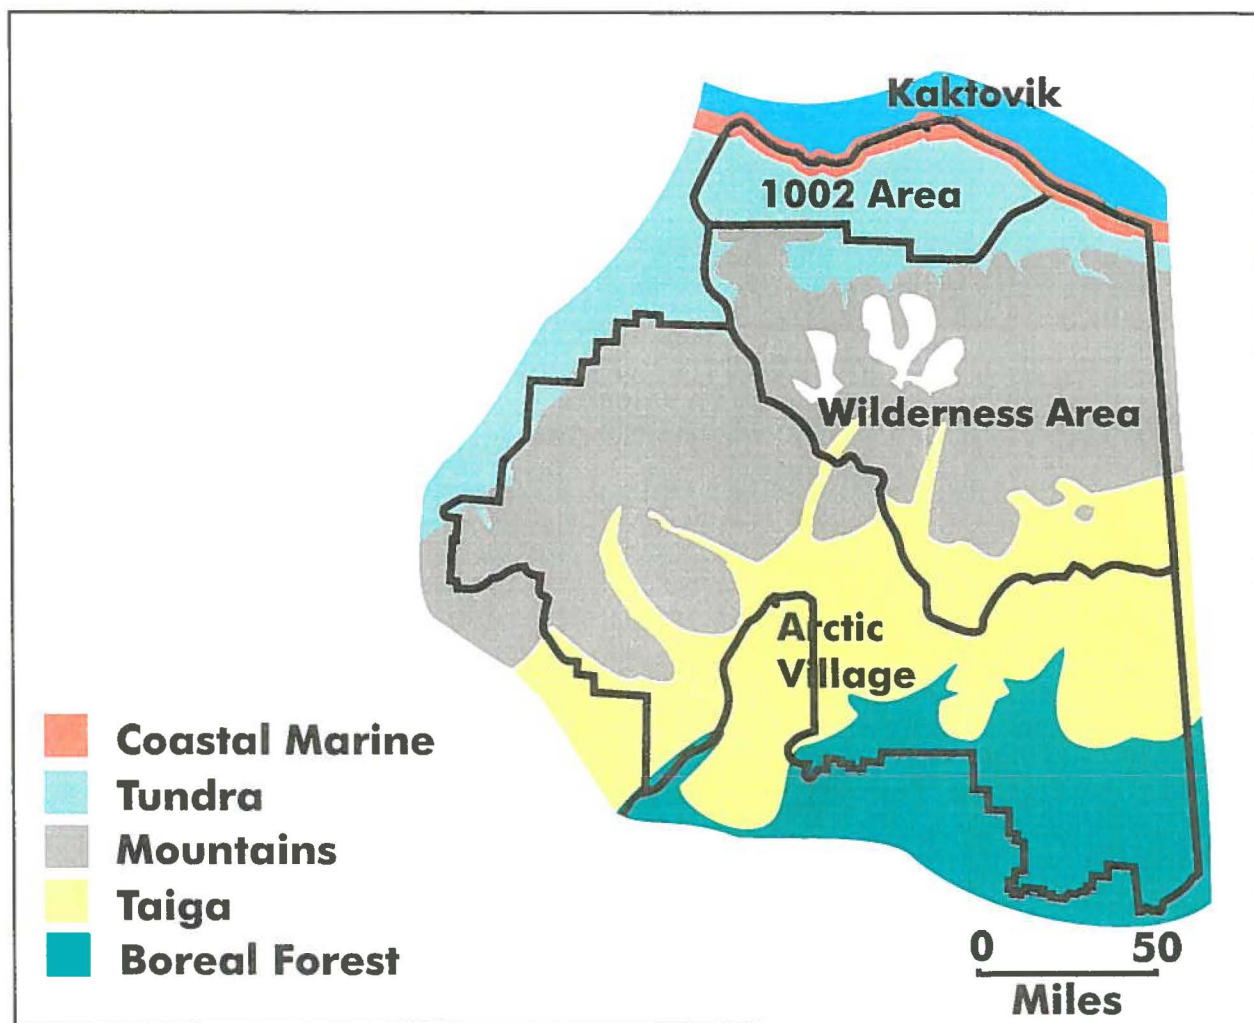 Kaktovik
1002 Area
Wilderness Area
Arctic
Village
Coastal Marine
Tundra
Mountains
Taiga
Boreal Forest
0 50
Miles